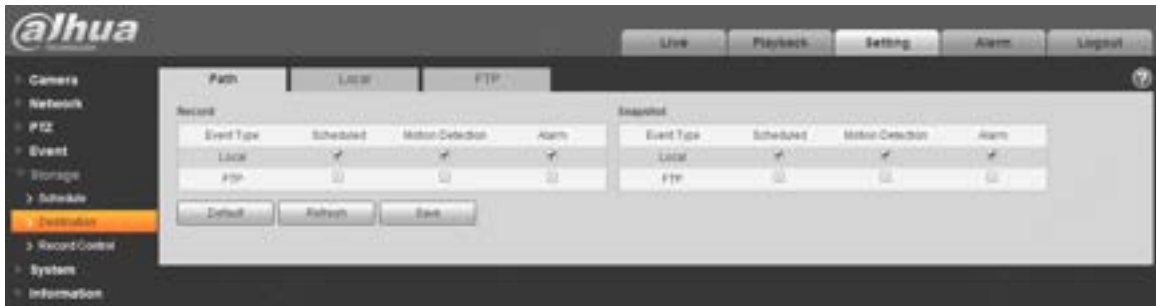 alhua
TECHNOLOGY
Live Playback Setting Alarm Logout
Camera
Network
PTZ
Event
Storage
Schedule
Destination
Record Control
System
Information
Path Local FTP
Record
Event Type Scheduled Motion Detection Alarm
Local
FTP
Snapshot
Event Type Scheduled Motion Detection Alarm
Local
FTP
Default Refresh Save
?